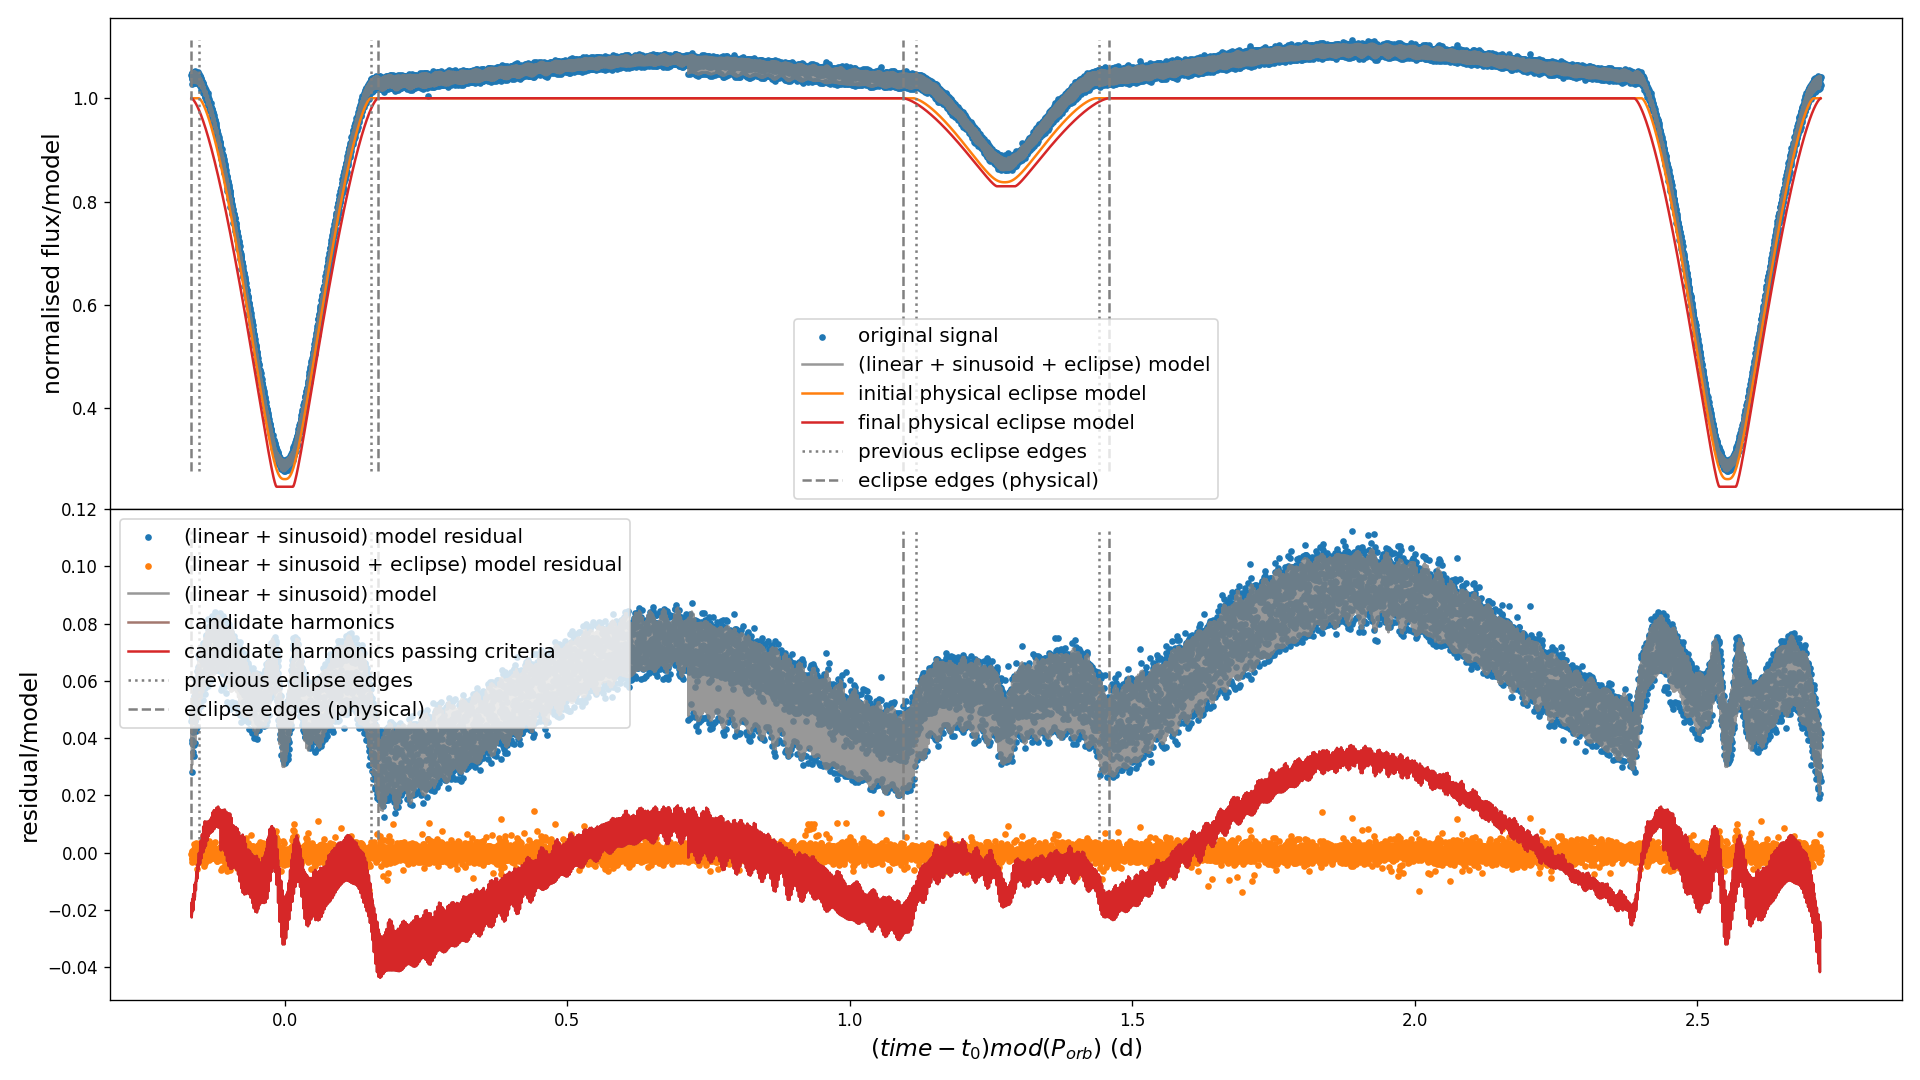 normalised flux/model
1.0
0.8
0.6
0.4
original signal
(linear + sinusoid + eclipse) model
initial physical eclipse model
final physical eclipse model
previous eclipse edges
eclipse edges (physical)
residual/model
0.12
0.10
0.08
0.06
0.04
0.02
0.00
−0.02
−0.04
(linear + sinusoid) model residual
(linear + sinusoid + eclipse) model residual
(linear + sinusoid) model
candidate harmonics
candidate harmonics passing criteria
previous eclipse edges
eclipse edges (physical)
0.0 0.5 1.0 1.5 2.0 2.5
(time − t₀)mod(Pₒᵣb) (d)